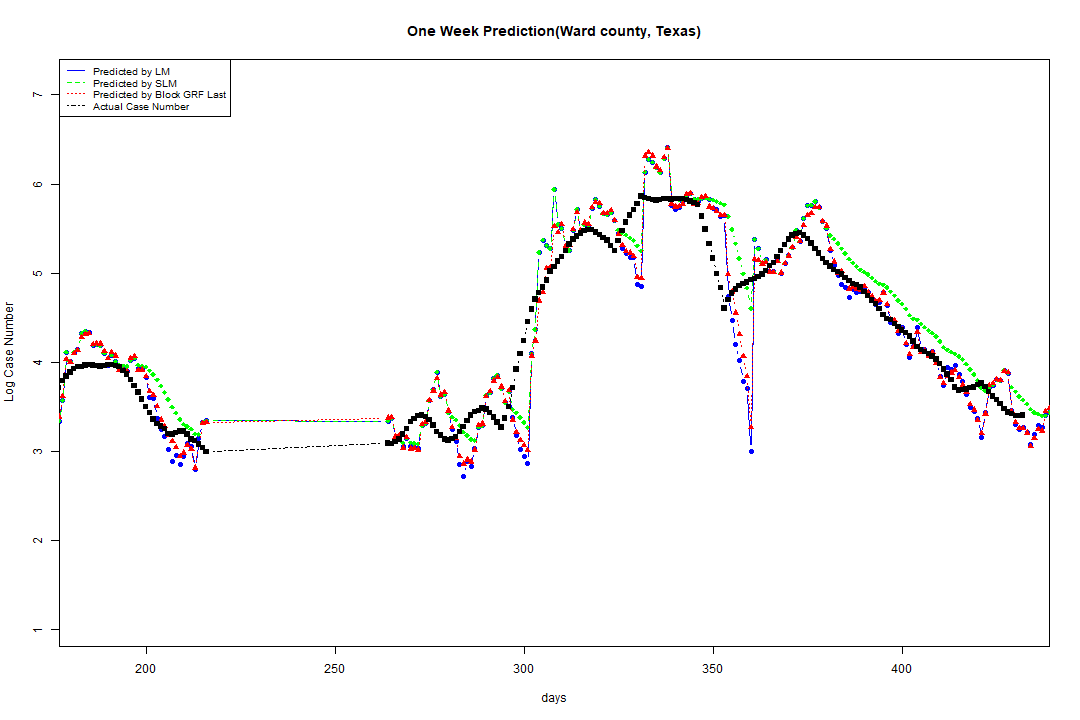 One Week Prediction(Ward county, Texas)
Predicted by LM
Predicted by SLM
Predicted by Block GRF Last
Actual Case Number
7
6
5
4
3
2
1
Log Case Number
200 250 300 350 400
days